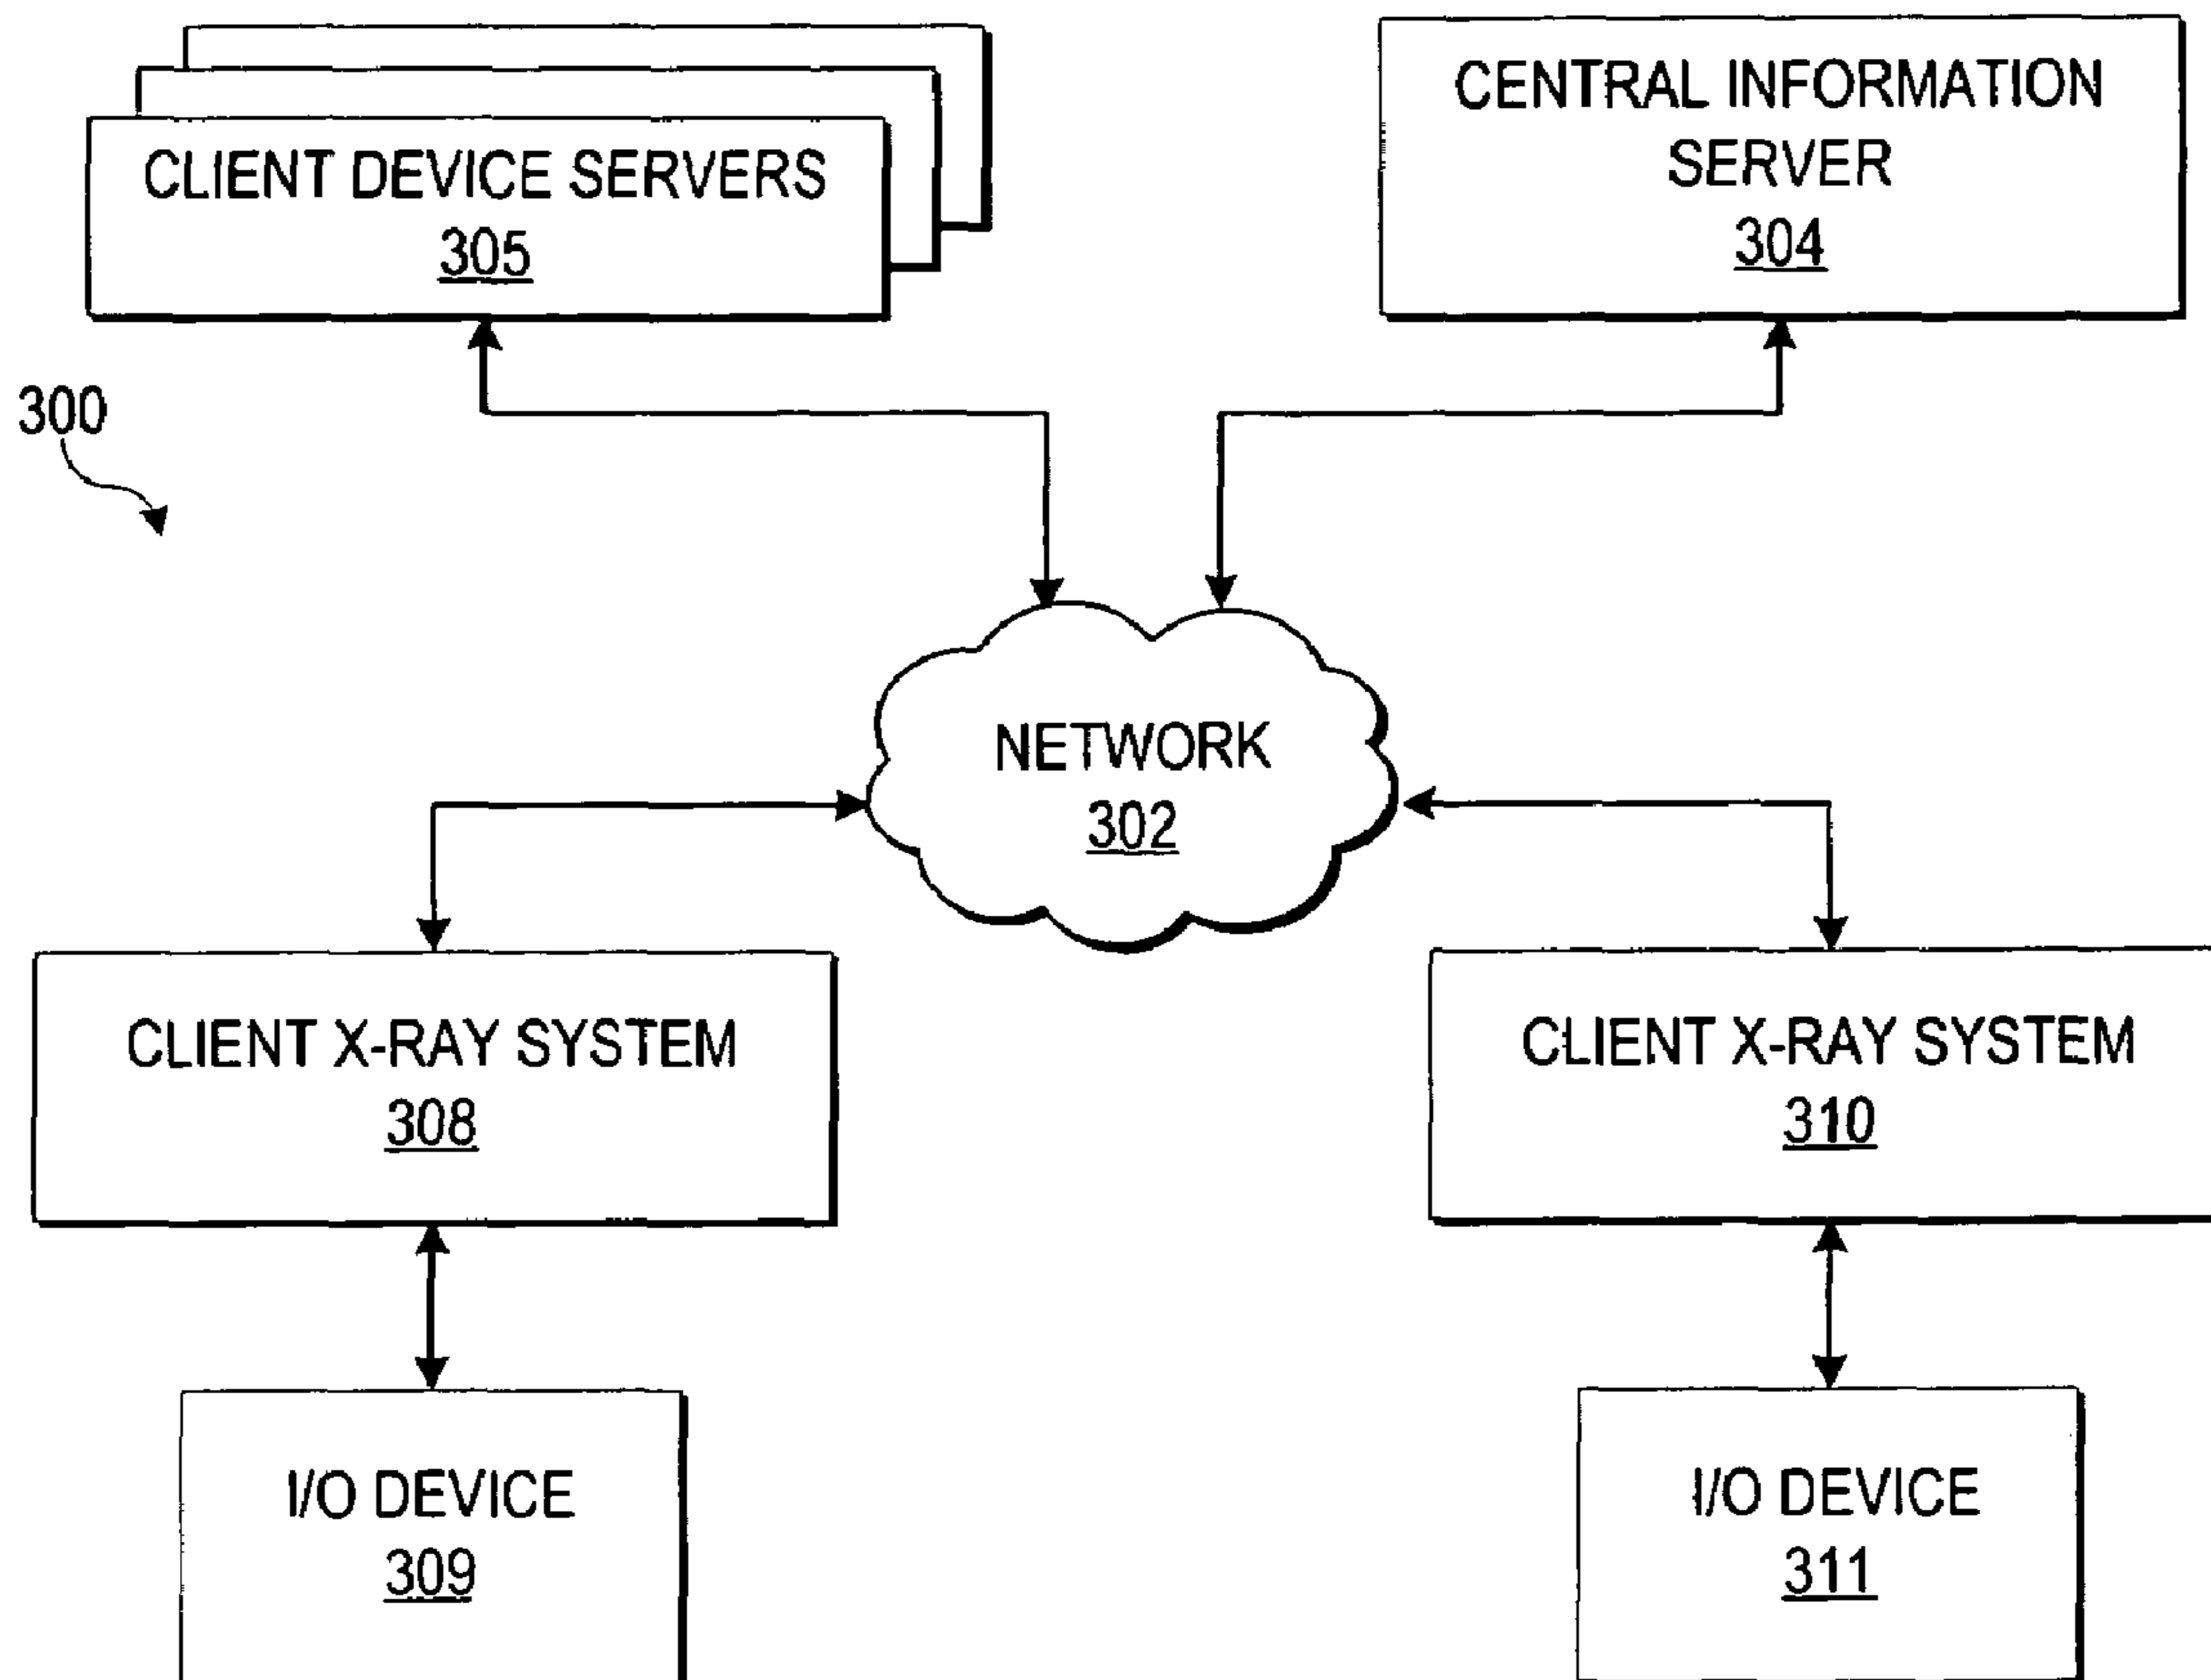 CLIENT DEVICE SERVERS
305
CENTRAL INFORMATION
SERVER
304
300
NETWORK
302
CLIENT X-RAY SYSTEM
308
CLIENT X-RAY SYSTEM
310
I/O DEVICE
309
I/O DEVICE
311